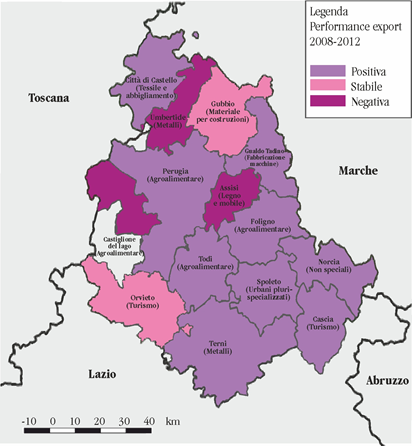 Legenda
Performance export
2008-2012
Positiva
Stabile
Negativa
Toscana
Città di Castello
(Tessile e
abbigliamento)
Umbertide
(Metalli)
Gubbio
(Materiale
per costruzioni)
Gualdo Tadino
(Fabbricazione
macchine)
Marche
Perugia
(Agroalimentare)
Assisi
(Legno
e mobile)
Foligno
(Agroalimentare)
Castiglione
del lago
(Agroalimentare)
Todi
(Agroalimentare)
Norcia
(Non speciali)
Spoleto
(Urbani pluri-
specializzati)
Orvieto
(Turismo)
Cascia
(Turismo)
Terni
(Metalli)
Lazio
Abruzzo
-10 0 10 20 30 40 km